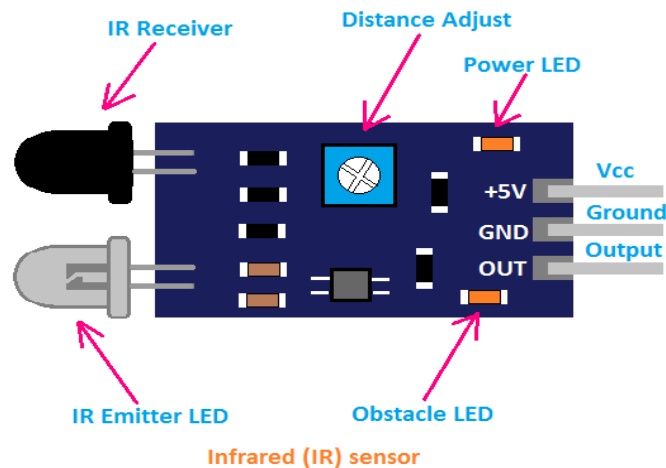 IR Receiver
Distance Adjust
Power LED
+5V
Vcc
GND
Ground
OUT
Output
IR Emitter LED
Obstacle LED
Infrared (IR) sensor